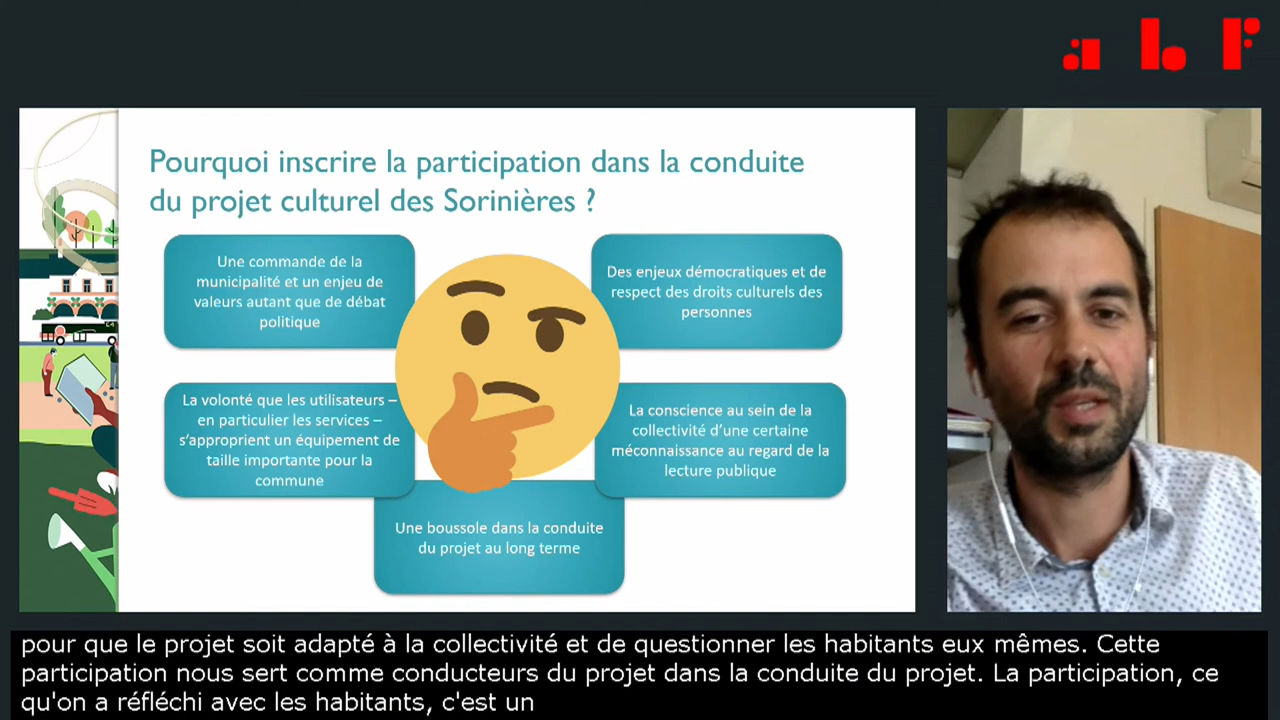 abf
Pourquoi inscrire la participation dans la conduite
du projet culturel des Sorinières ?
Une commande de la
municipalité et un enjeu de
valeurs autant que de débat
politique
Des enjeux démocratiques et de
respect des droits culturels des
personnes
La volonté que les utilisateurs –
en particulier les services –
s’approprient un équipement de
taille importante pour la
commune
La conscience au sein de la
collectivité d’une certaine
méconnaissance au regard de la
lecture publique
Une boussole dans la conduite
du projet au long terme
pour que le projet soit adapté à la collectivité et de questionner les habitants eux mêmes. Cette
participation nous sert comme conducteurs du projet dans la conduite du projet. La participation, ce
qu'on a réfléchi avec les habitants, c'est un